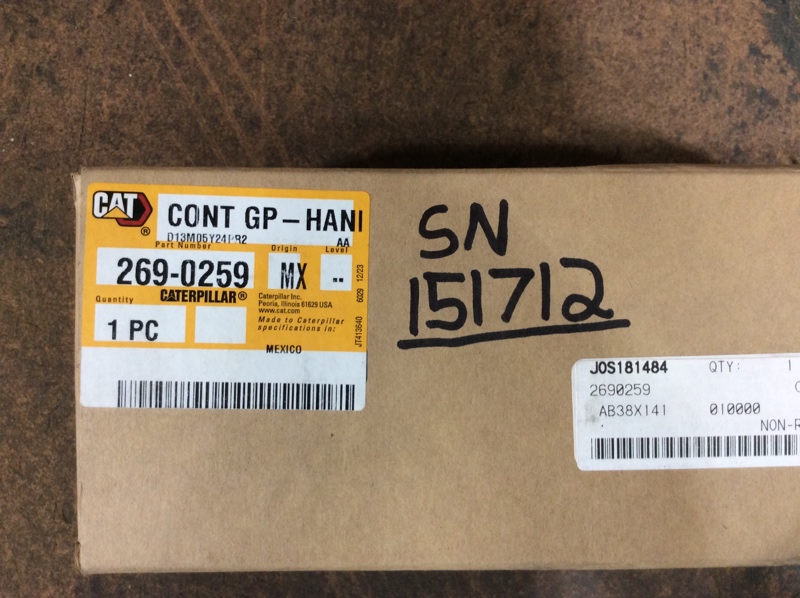 CAT
®
CONT GP-HANI
D13M05Y24PR2
AA
Part Number
Origin
Level
269-0259
MX
--
Quantity
CATERPILLAR®
Caterpillar Inc.
Peoria, Illinois 61629 USA
www.cat.com
1 PC
Made to Caterpillar
specifications in:
MEXICO
JT413640 6029 12/23
SN
151712
JOS181484 QTY: 1
2690259
AB38X141 010000
NON-R